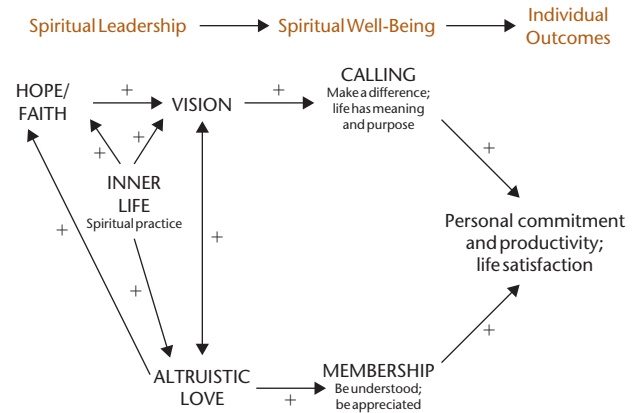 Spiritual Leadership
Spiritual Well-Being
Individual
Outcomes
HOPE/
FAITH
+
VISION
+
CALLING
Make a difference;
life has meaning
and purpose
+
+
+
INNER
LIFE
Spiritual practice
+
+
+
Personal commitment
and productivity;
life satisfaction
+
ALTRUISTIC
LOVE
+
MEMBERSHIP
Be understood;
be appreciated
+